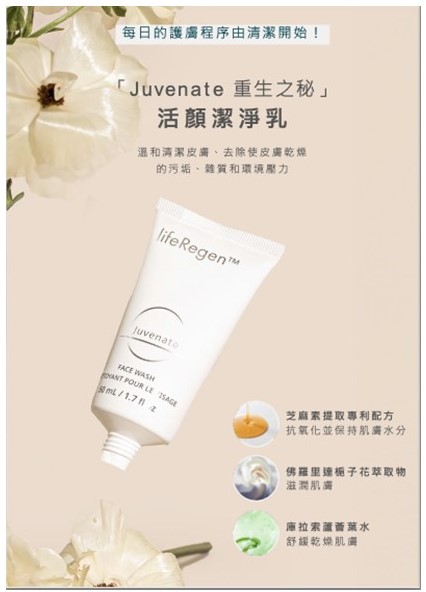 每日的護膚程序由清潔開始！
「Juvenate 重生之秘」
活顏潔淨乳
溫和清潔皮膚、去除使皮膚乾燥
的污垢、雜質和環境壓力
lifeRegen™
Juvenate
FACE WASH
POUR LE VISAGE
50 mL / 1.7 fl oz
芝麻素提取專利配方
抗氧化並保持肌膚水分
佛羅里達梔子花萃取物
滋潤肌膚
庫拉索蘆薈葉水
舒緩乾燥肌膚